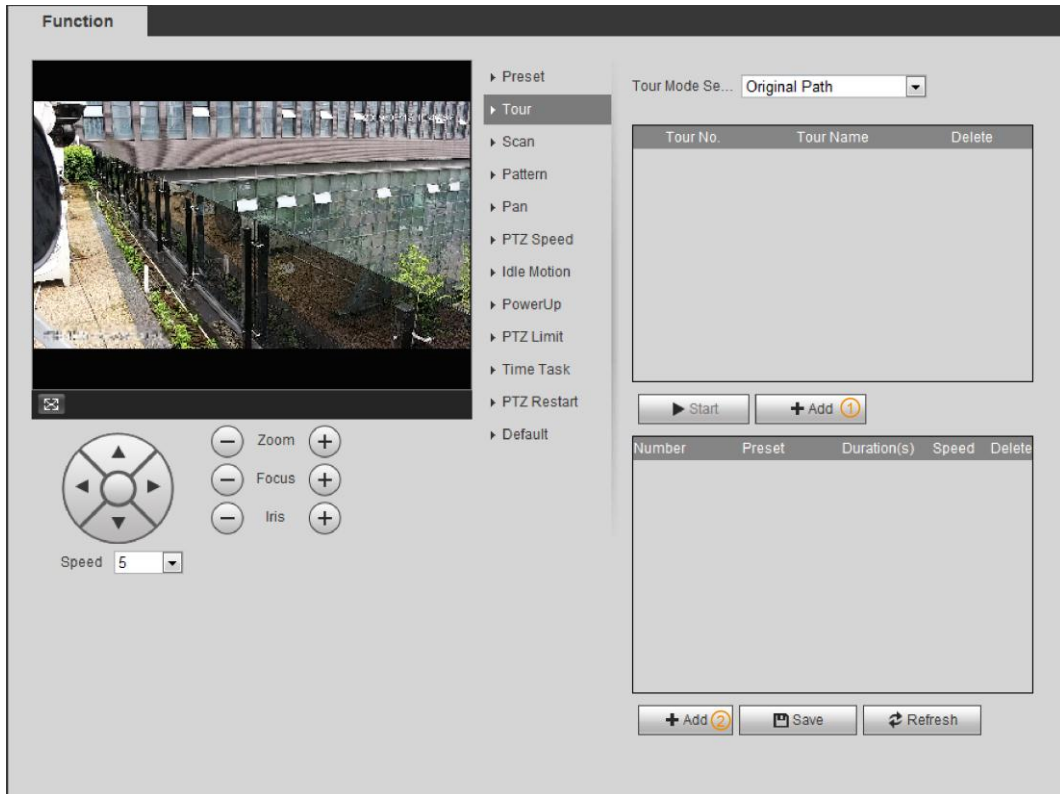 Function
Preset
Tour
Scan
Pattern
Pan
PTZ Speed
Idle Motion
PowerUp
PTZ Limit
Time Task
PTZ Restart
Default
Zoom
Focus
Iris
Speed 5
Tour Mode Se... Original Path
Tour No. Tour Name Delete
Start Add 1
Number Preset Duration(s) Speed Delete
Add 2 Save Refresh